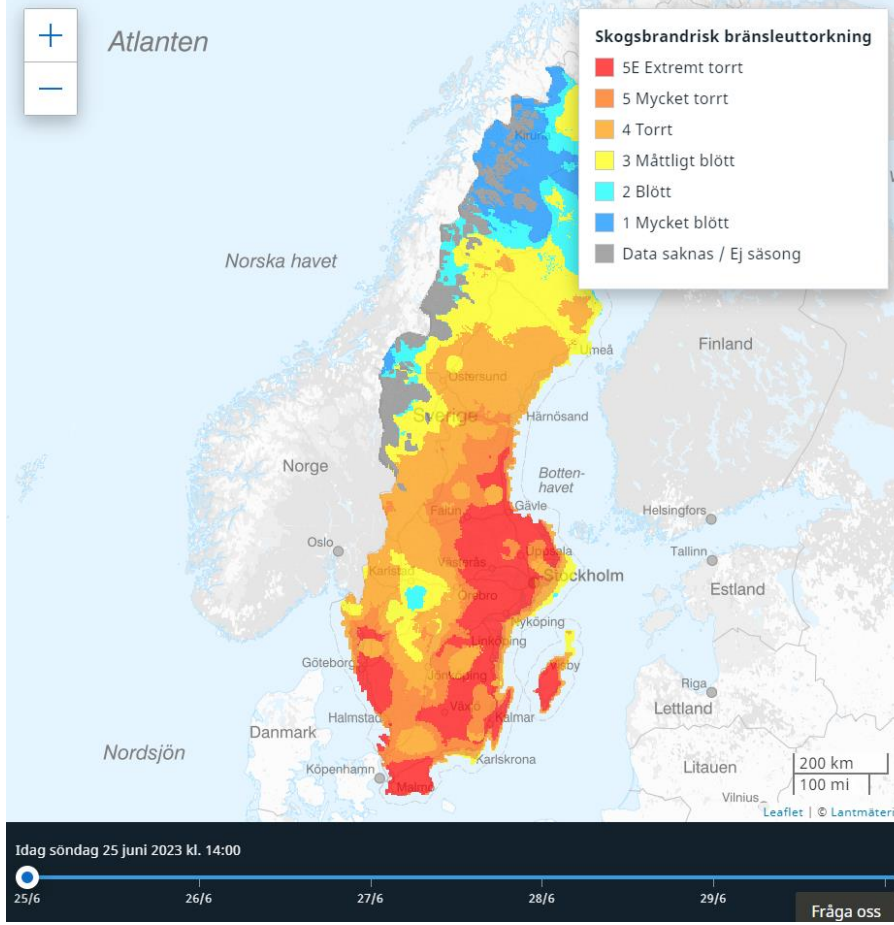 +
−
Atlanten
Skogsbrandrisk bränsleuttorkning
5E Extremt torrt
5 Mycket torrt
4 Torrt
3 Måttligt blött
2 Blött
1 Mycket blött
Data saknas / Ej säsong
Kiruna
Norska havet
Finland
Umeå
Östersund
Sverige
Härnösand
Norge
Botten-
havet
Gävle
Falun
Helsingfors
Oslo
Uppsala
Tallinn
Västerås
Karlstad
Stockholm
Estland
Örebro
Nyköping
Linköping
Göteborg
Visby
Jönköping
Riga
Lettland
Växjö
Halmstad
Kalmar
Danmark
Nordsjön
Karlskrona
Litauen
200 km
Köpenhamn
100 mi
Malmö
Vilnius
Leaflet | © Lantmäteri
Idag söndag 25 juni 2023 kl. 14:00
25/6 26/6 27/6 28/6 29/6
Fråga oss